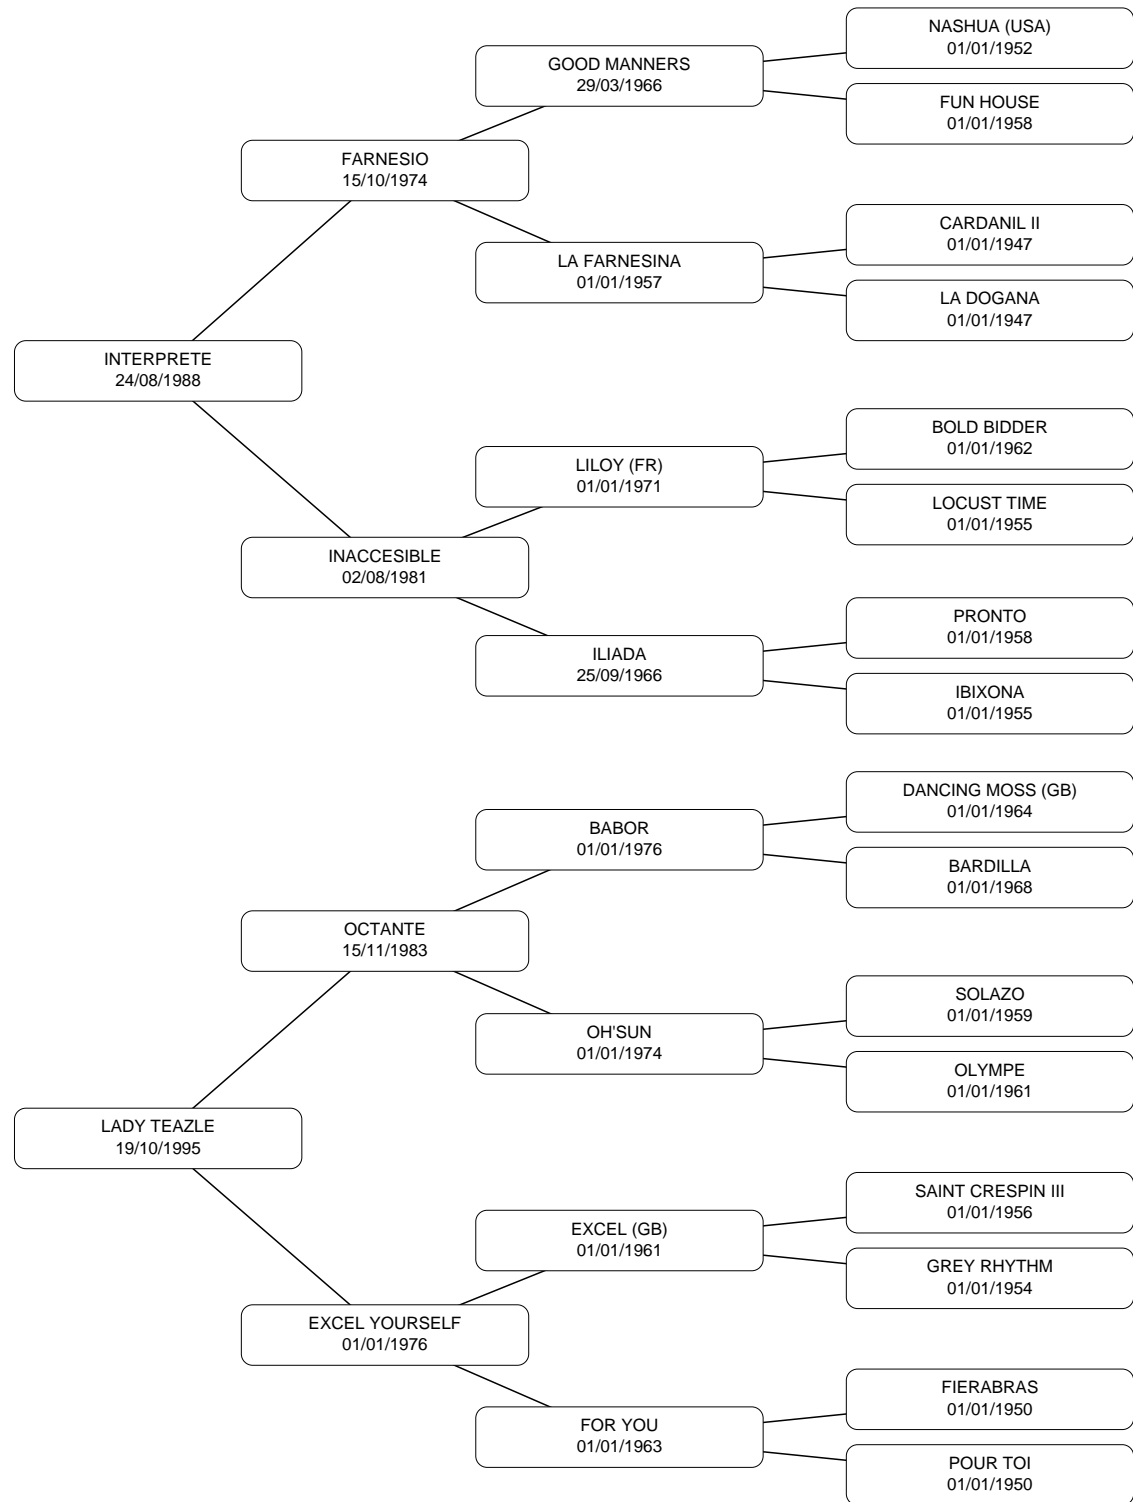 NASHUA (USA)
01/01/1952
GOOD MANNERS
29/03/1966
FUN HOUSE
01/01/1958
FARNESIO
15/10/1974
CARDANIL II
01/01/1947
LA FARNESINA
01/01/1957
LA DOGANA
01/01/1947
INTERPRETE
24/08/1988
BOLD BIDDER
01/01/1962
LILOY (FR)
01/01/1971
LOCUST TIME
01/01/1955
INACCESIBLE
02/08/1981
PRONTO
01/01/1958
ILIADA
25/09/1966
IBIXONA
01/01/1955
DANCING MOSS (GB)
01/01/1964
BABOR
01/01/1976
BARDILLA
01/01/1968
OCTANTE
15/11/1983
SOLAZO
01/01/1959
OH'SUN
01/01/1974
OLYMPE
01/01/1961
LADY TEAZLE
19/10/1995
SAINT CRESPIN III
01/01/1956
EXCEL (GB)
01/01/1961
GREY RHYTHM
01/01/1954
EXCEL YOURSELF
01/01/1976
FIERABRAS
01/01/1950
FOR YOU
01/01/1963
POUR TOI
01/01/1950